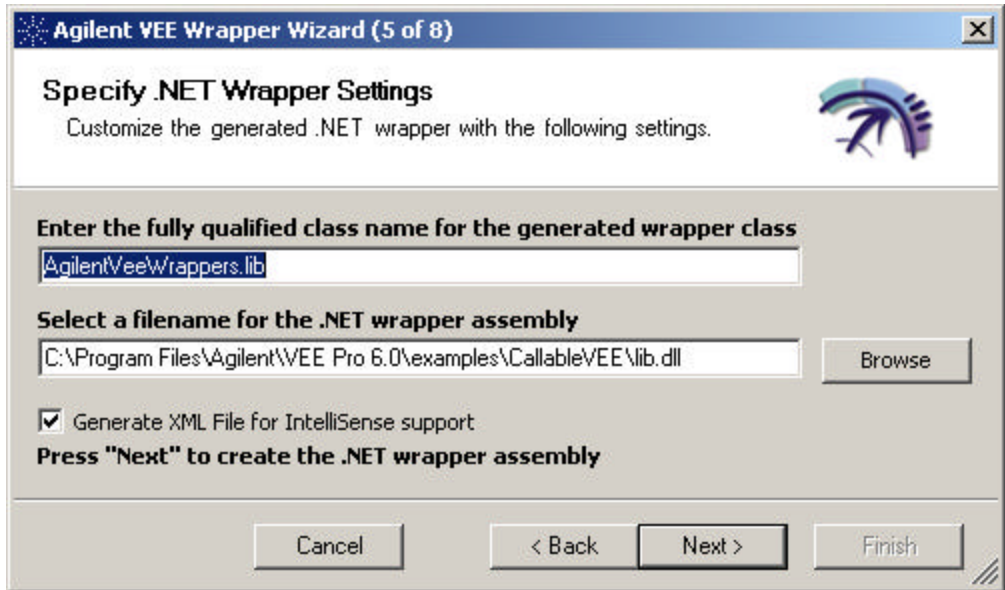 Agilent VEE Wrapper Wizard (5 of 8)
Specify .NET Wrapper Settings
Customize the generated .NET wrapper with the following settings.
Enter the fully qualified class name for the generated wrapper class
AgilentVeeWrappers.lib
Select a filename for the .NET wrapper assembly
C:\Program Files\Agilent\VEE Pro 6.0\examples\CallableVEE\lib.dll
Browse
Generate XML File for IntelliSense support
Press "Next" to create the .NET wrapper assembly
Cancel
< Back
Next >
Finish